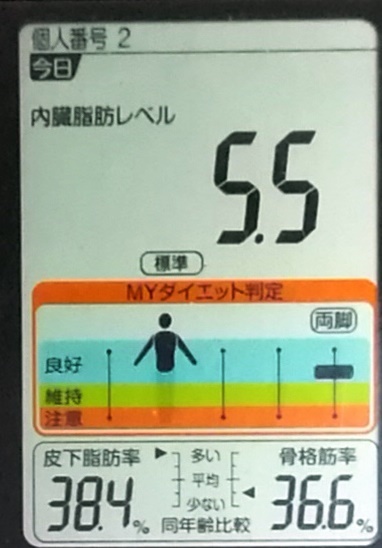 個人番号 2
今日
内臓脂肪レベル
5.5
標準
MYダイエット判定
両脚
良好
維持
注意
皮下脂肪率
38.4%
多い
平均
少ない
同年齢比較
骨格筋率
36.6%